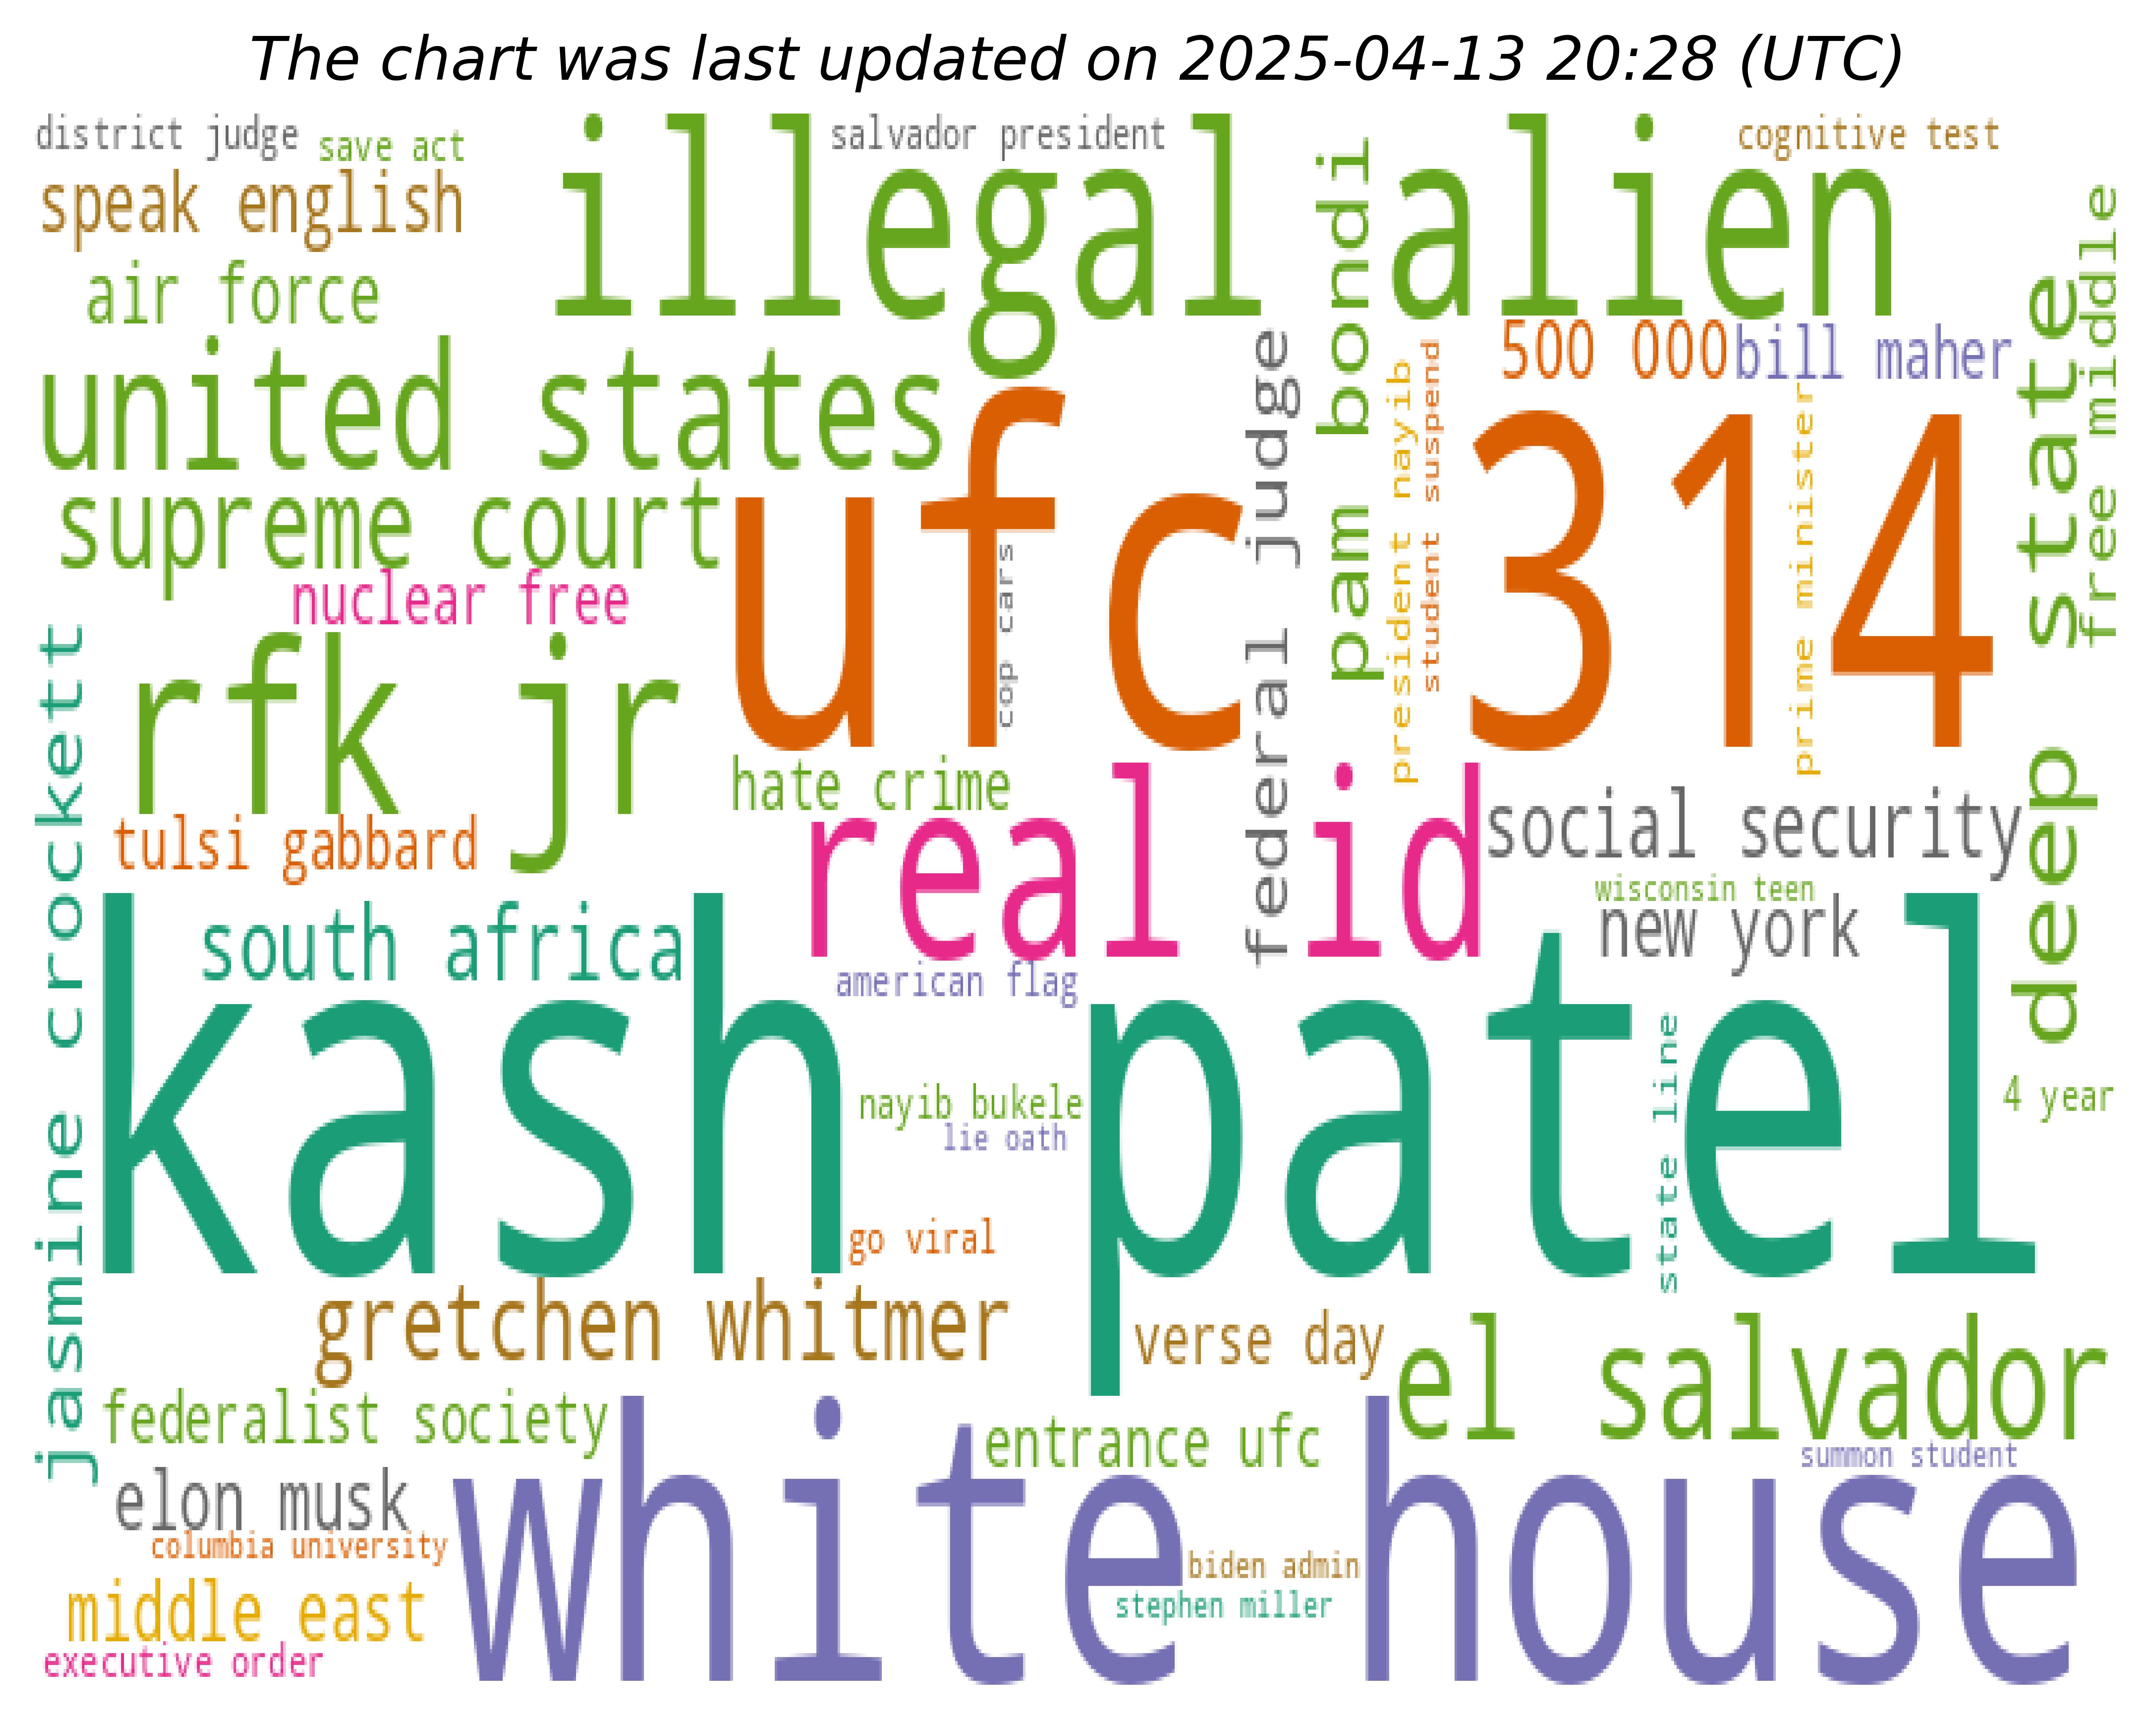 The chart was last updated on 2025-04-13 20:28 (UTC)
district judge
save act
illegal alien
salvador president
cognitive test
speak english
air force
pam bondi
free middle
united states
500 000
bill maher
deep state
federal judge
president nayib
student suspend
prime minister
ufc 314
supreme court
cop cars
nuclear free
jasmine crockett
rfk jr
hate crime
real id
social security
tulsi gabbard
wisconsin teen
new york
south africa
kash patel
american flag
state line
nayib bukele
4 year
lie oath
go viral
gretchen whitmer
verse day
el salvador
federalist society
white house
entrance ufc
summon student
elon musk
columbia university
biden admin
middle east
stephen miller
executive order